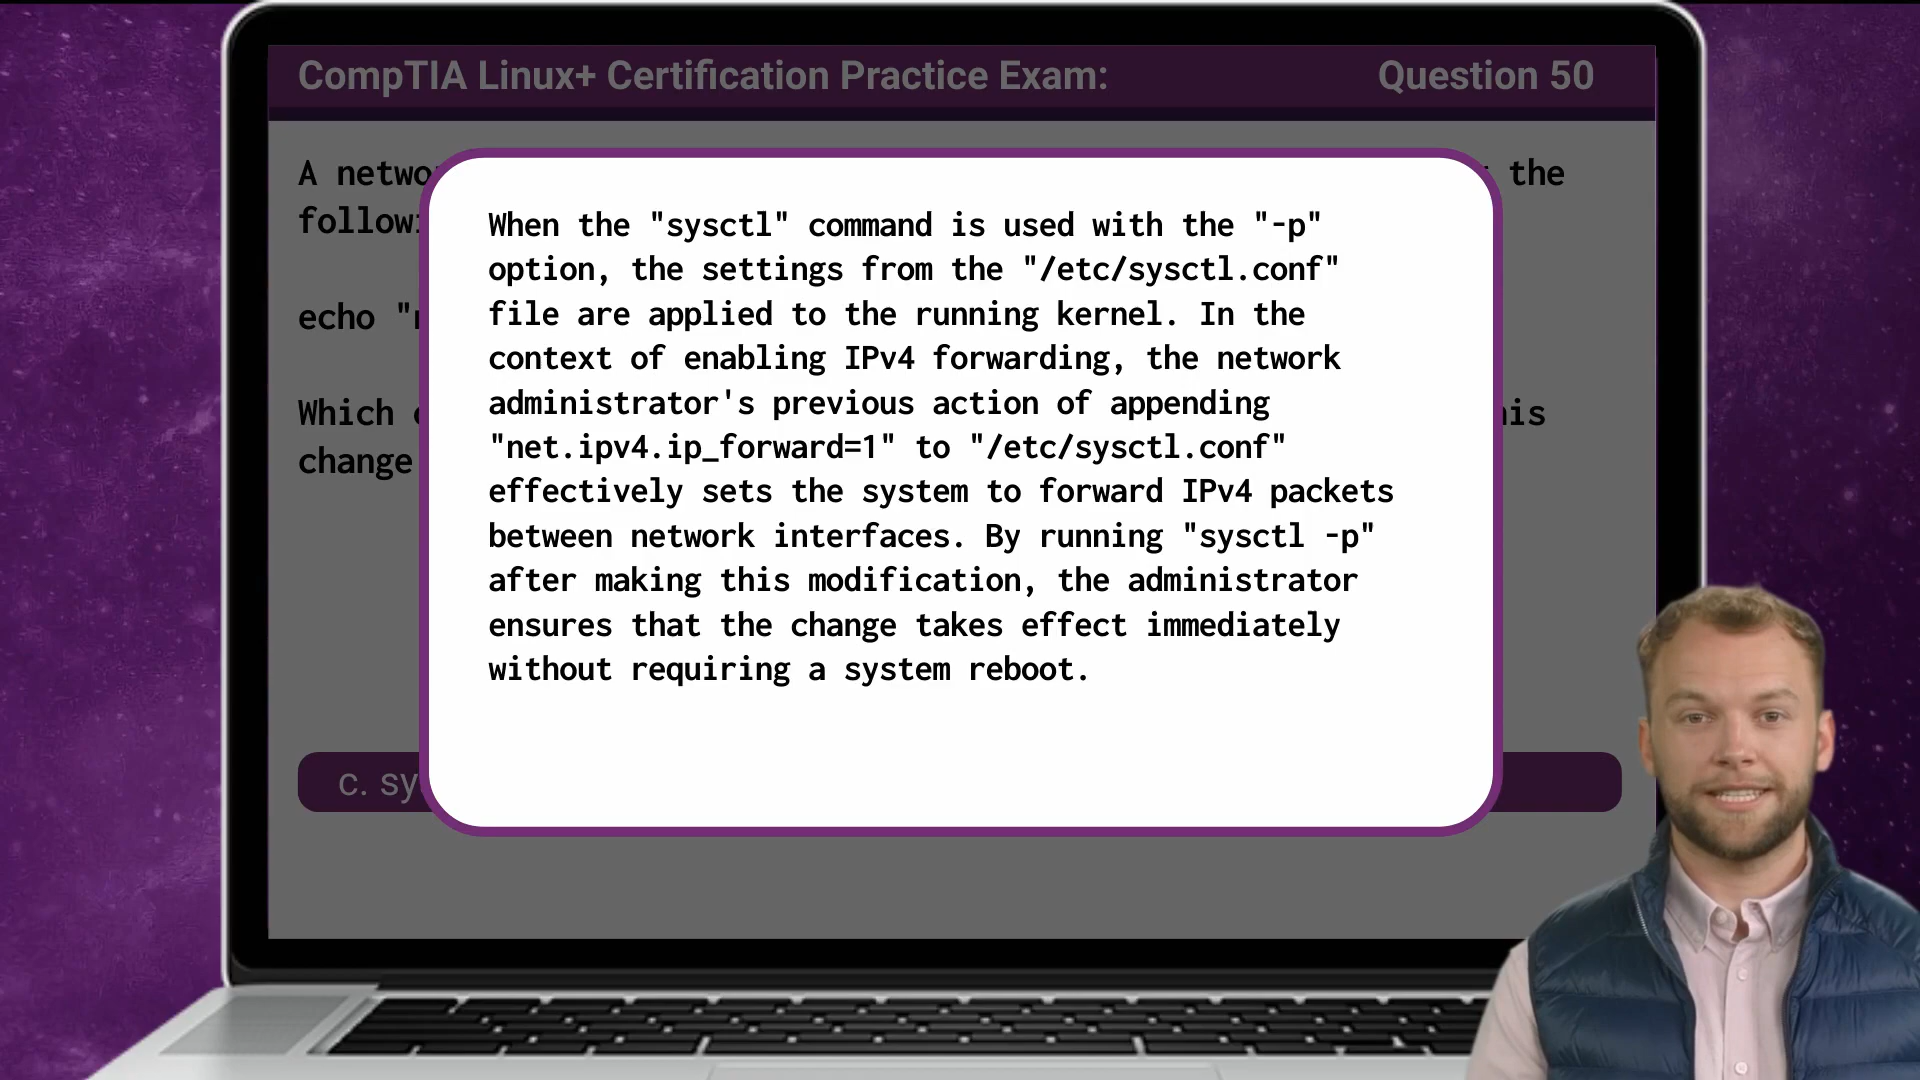 CompTIA Linux+ Certification Practice Exam: Question 50
A the
When the "sysctl" command is used with the "-p"
option, the settings from the "/etc/sysctl.conf"
file are applied to the running kernel. In the
echo
context of enabling IPv4 forwarding, the network
administrator's previous action of appending
Which
"net.ipv4.ip_forward=1" to "/etc/sysctl.conf"
change
effectively sets the system to forward IPv4 packets
between network interfaces. By running "sysctl -p"
after making this modification, the administrator
ensures that the change takes effect immediately
without requiring a system reboot.
c.